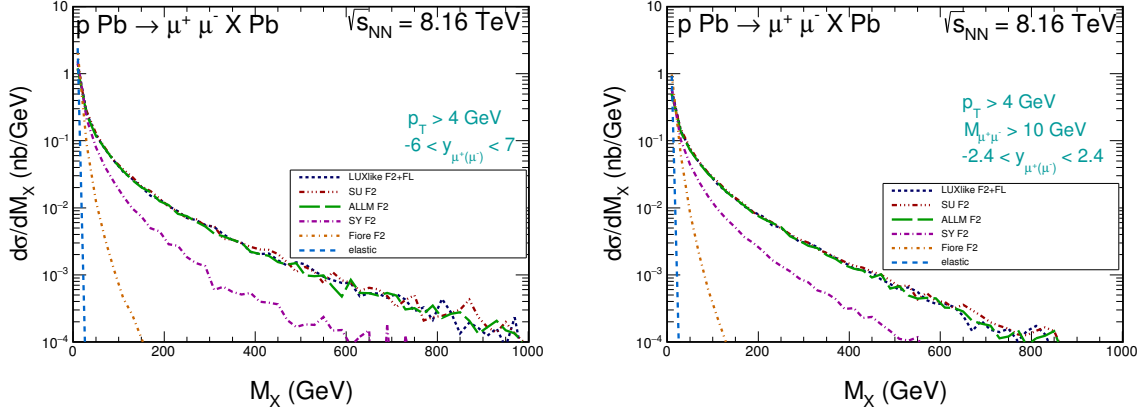 p Pb → μ⁺ μ⁻ X Pb √s_NN = 8.16 TeV
dσ/dM_X (nb/GeV)
1
10⁻¹
10⁻²
10⁻³
10⁻⁴
p_T > 4 GeV
-6 < y_μ⁺(μ⁻) < 7
LUXlike F2+FL
SU F2
ALLM F2
SY F2
Fiore F2
elastic
0 200 400 600 800 1000
M_X (GeV)
p Pb → μ⁺ μ⁻ X Pb √s_NN = 8.16 TeV
dσ/dM_X (nb/GeV)
1
10⁻¹
10⁻²
10⁻³
10⁻⁴
p_T > 4 GeV
M_μ⁺μ⁻ > 10 GeV
-2.4 < y_μ⁺(μ⁻) < 2.4
LUXlike F2+FL
SU F2
ALLM F2
SY F2
Fiore F2
elastic
0 200 400 600 800 1000
M_X (GeV)